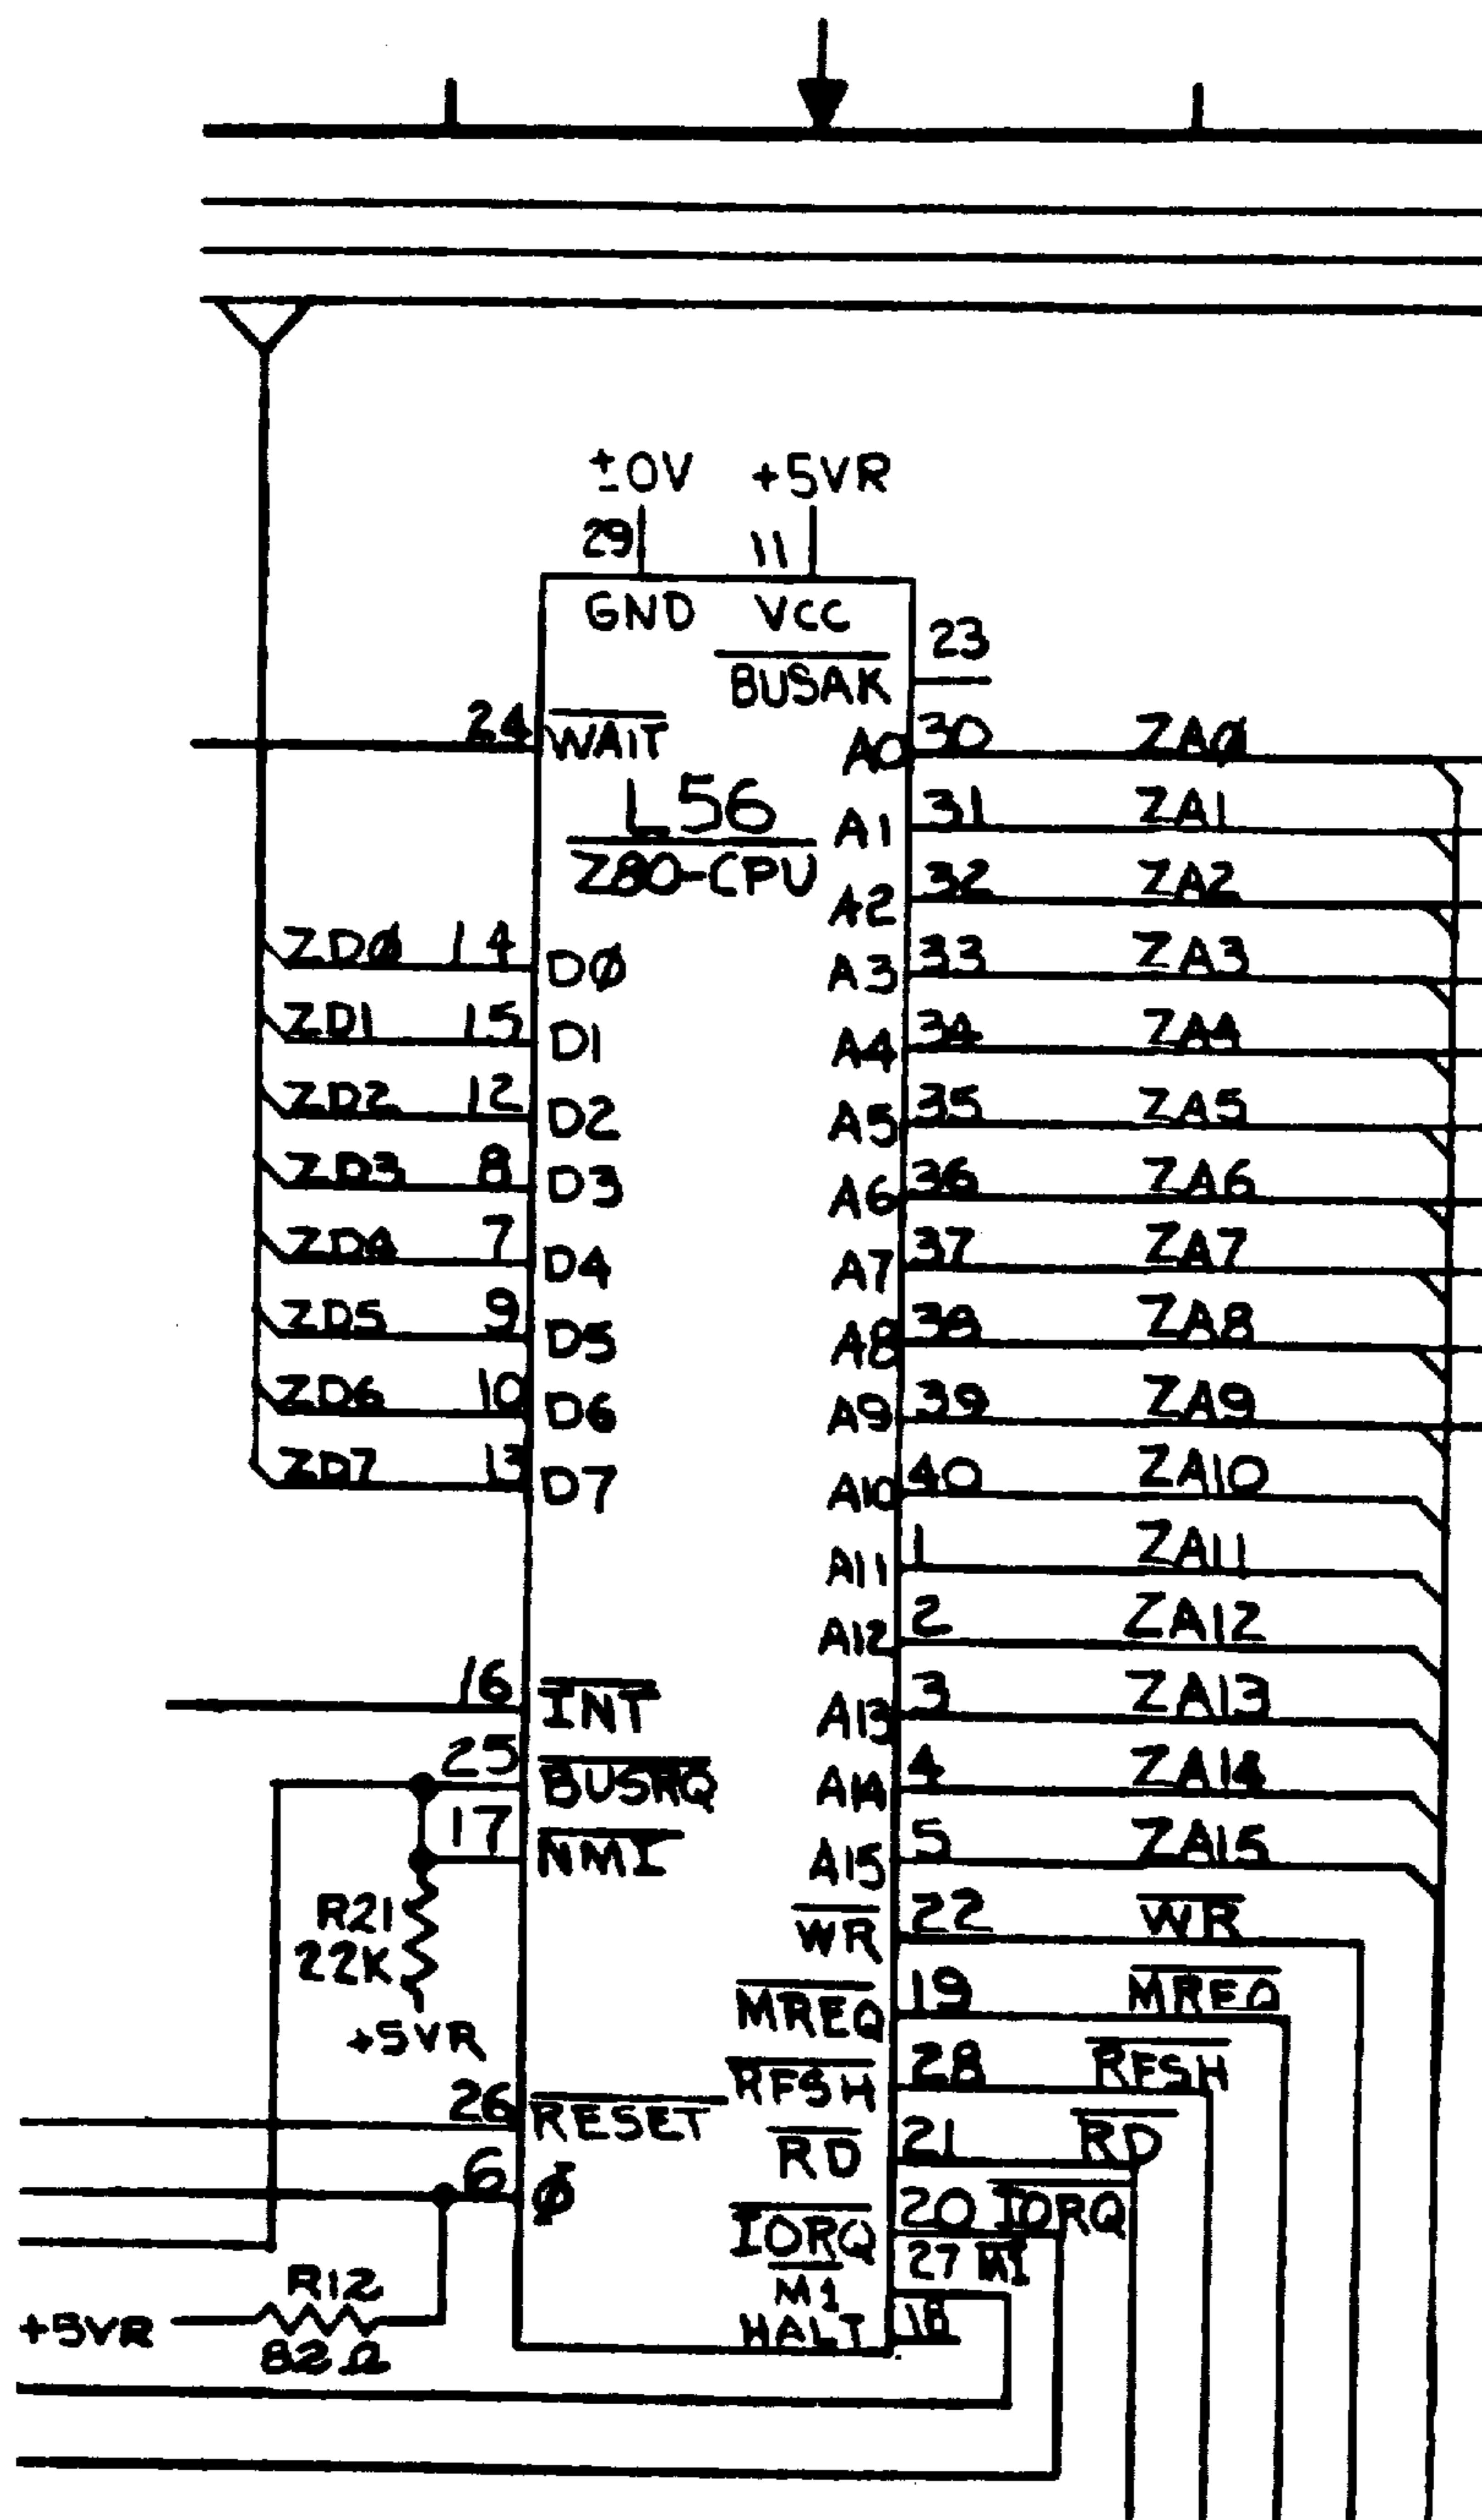 ±0V +5VR
29 11
GND VCC
23
BUSAK
24 WAIT A0 30 ZA0
L56 A1 31 ZA1
Z80-CPU A2 32 ZA2
ZD0 14 D0 A3 33 ZA3
ZD1 15 D1 A4 34 ZA4
ZD2 12 D2 A5 35 ZA5
ZD3 8 D3 A6 36 ZA6
ZD4 7 D4 A7 37 ZA7
ZD5 9 D5 A8 38 ZA8
ZD6 10 D6 A9 39 ZA9
ZD7 13 D7 A10 40 ZA10
A11 1 ZA11
A12 2 ZA12
16 INT A13 3 ZA13
25 BUSRQ A14 4 ZA14
17 NMI A15 5 ZA15
R21 WR 22 WR
22K MREQ 19 MREQ
+5VR RFSH 28 RFSH
26 RESET RD 21 RD
6 ø IORQ 20 IORQ
R12 M1 27 M1
+5VR HALT 18
82Ω